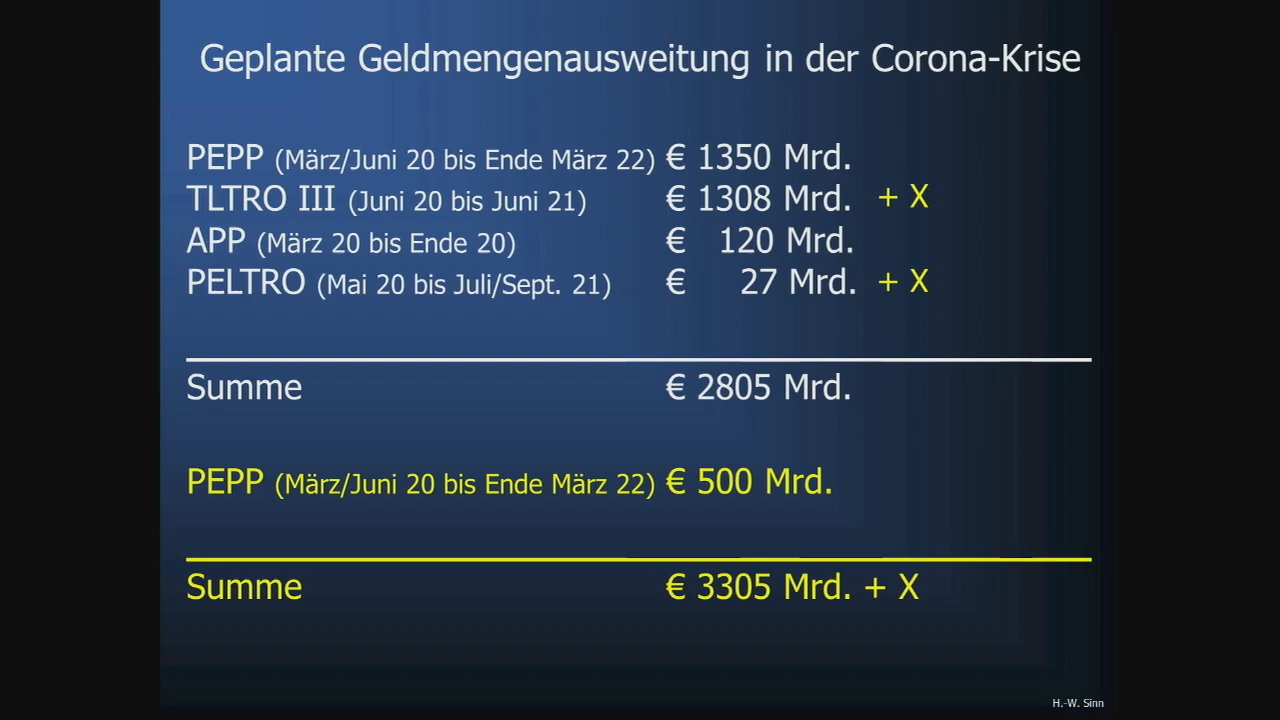 Geplante Geldmengenausweitung in der Corona-Krise
PEPP (März/Juni 20 bis Ende März 22) € 1350 Mrd.
TLTRO III (Juni 20 bis Juni 21) € 1308 Mrd. + X
APP (März 20 bis Ende 20) € 120 Mrd.
PELTRO (Mai 20 bis Juli/Sept. 21) € 27 Mrd. + X
Summe € 2805 Mrd.
PEPP (März/Juni 20 bis Ende März 22) € 500 Mrd.
Summe € 3305 Mrd. + X
H.-W. Sinn